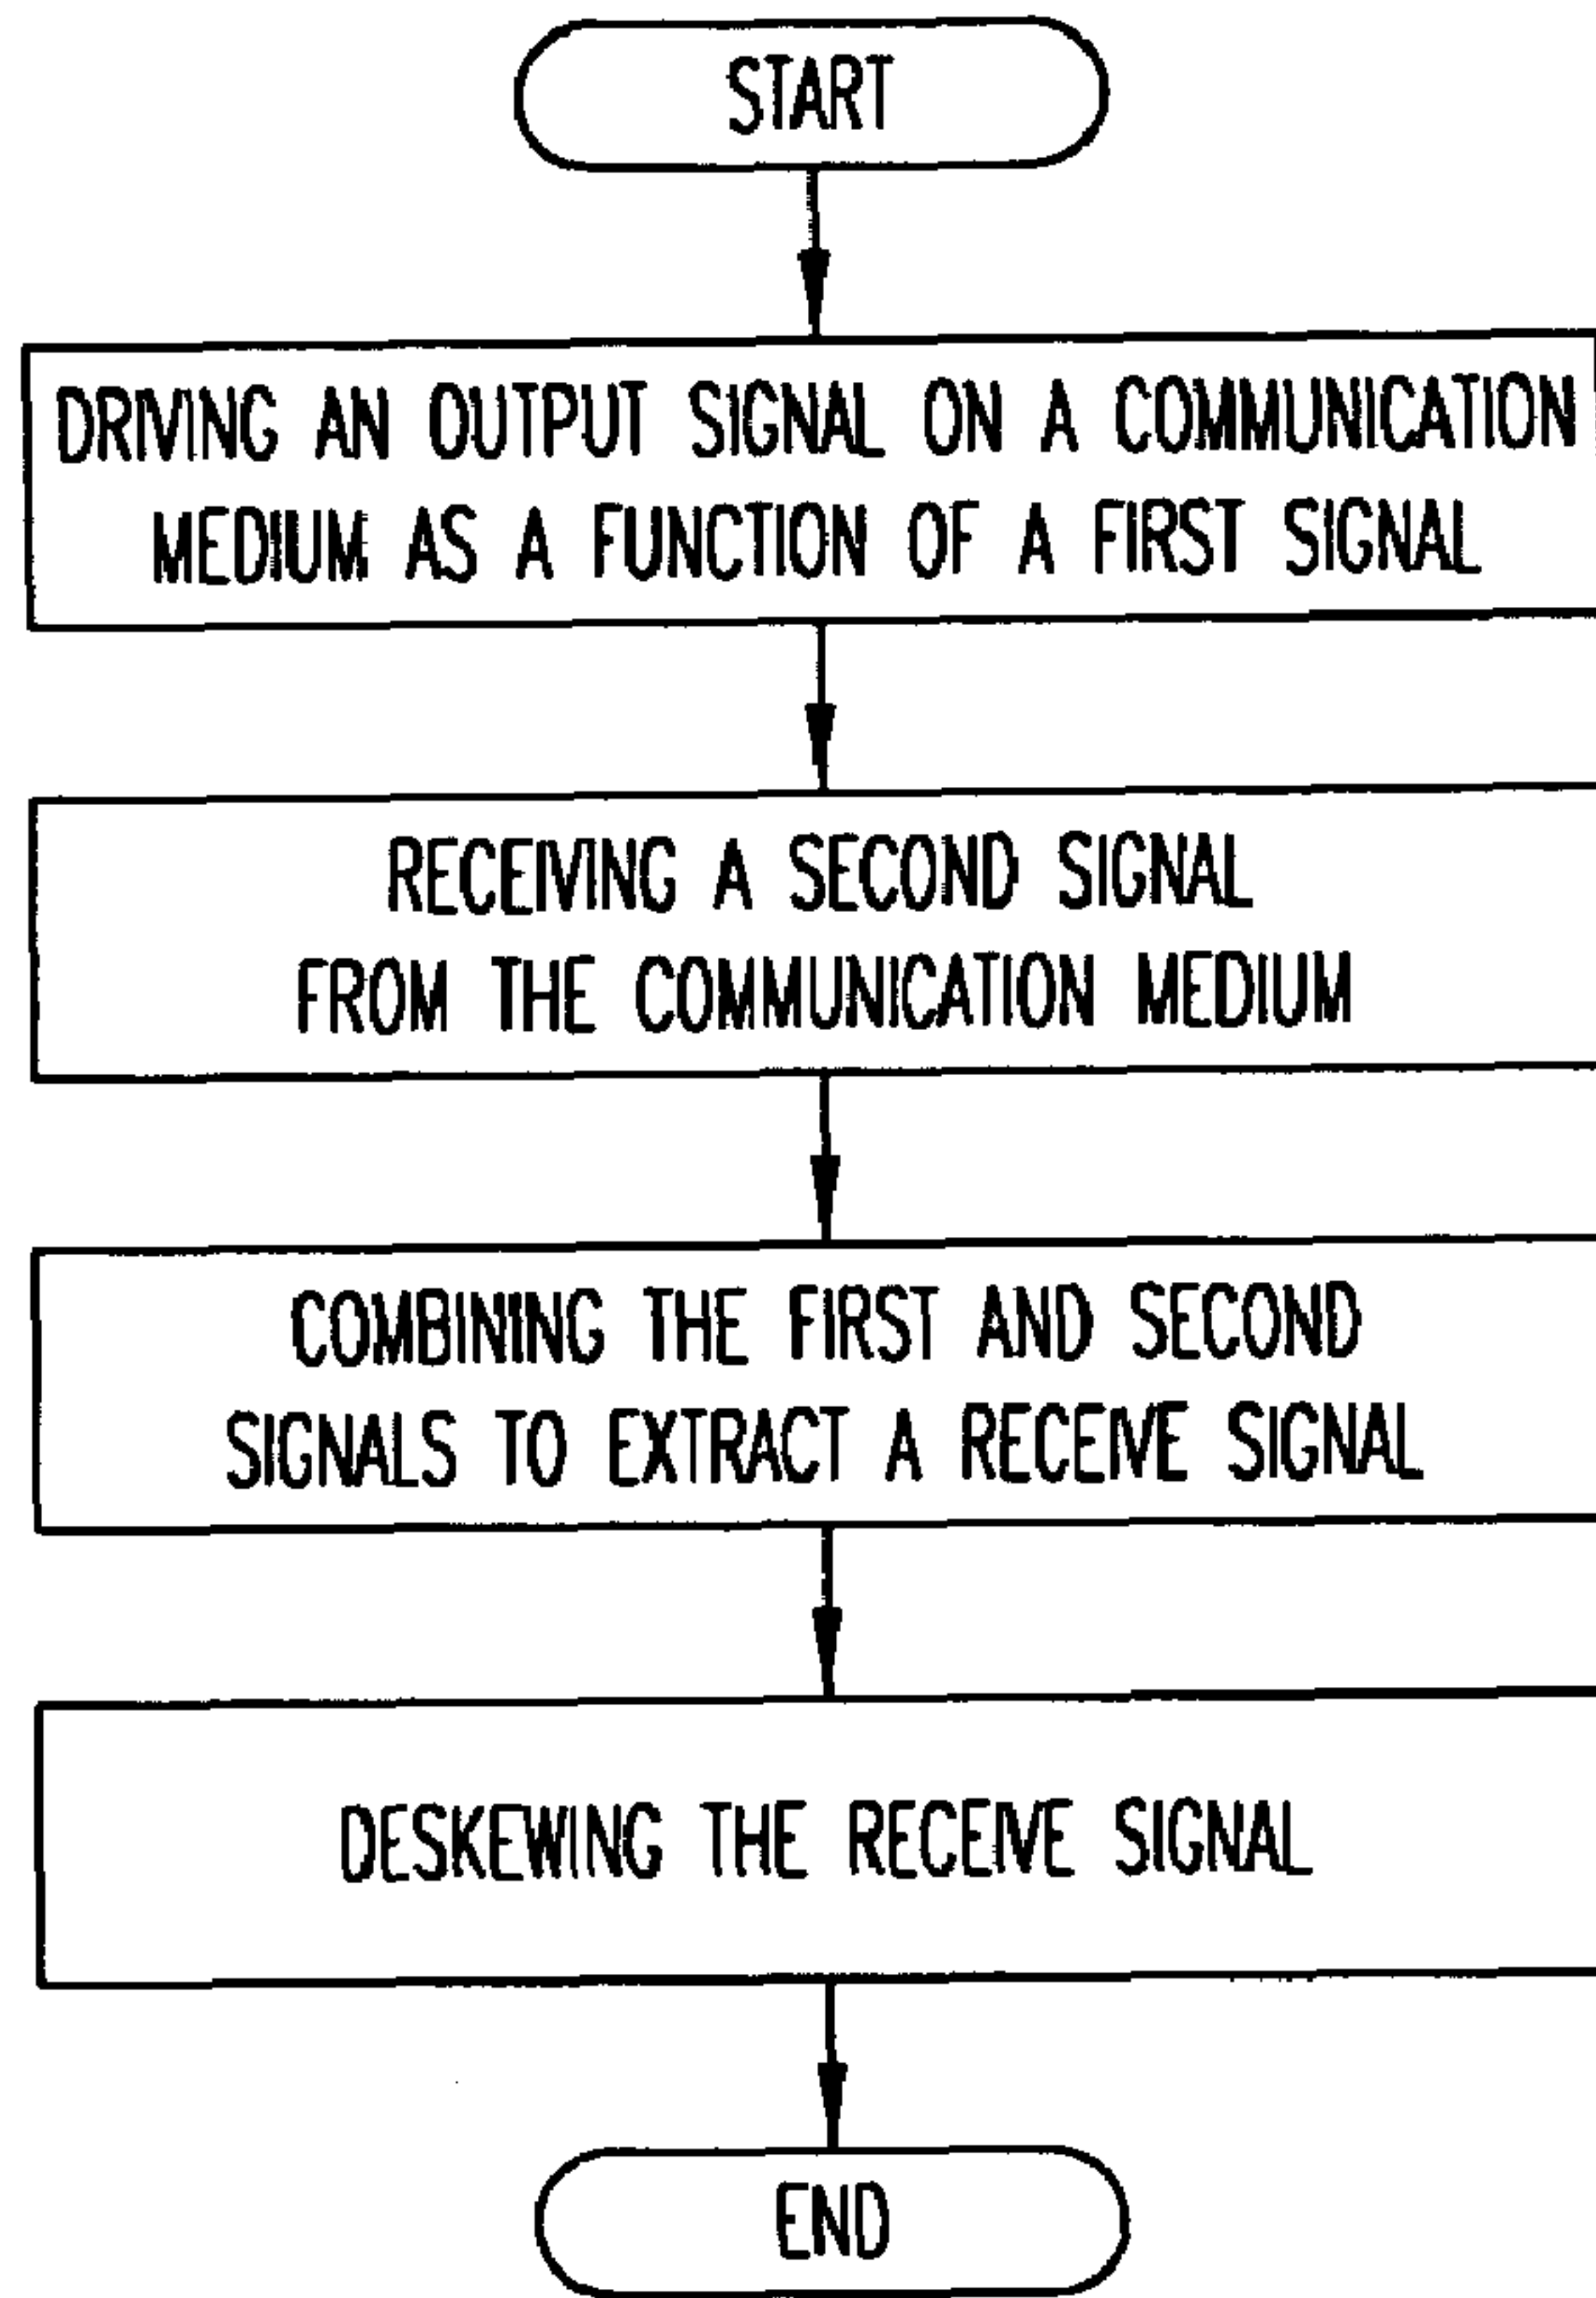 START
DRIVING AN OUTPUT SIGNAL ON A COMMUNICATION
MEDIUM AS A FUNCTION OF A FIRST SIGNAL
RECEIVING A SECOND SIGNAL
FROM THE COMMUNICATION MEDIUM
COMBINING THE FIRST AND SECOND
SIGNALS TO EXTRACT A RECEIVE SIGNAL
DESKEWING THE RECEIVE SIGNAL
END